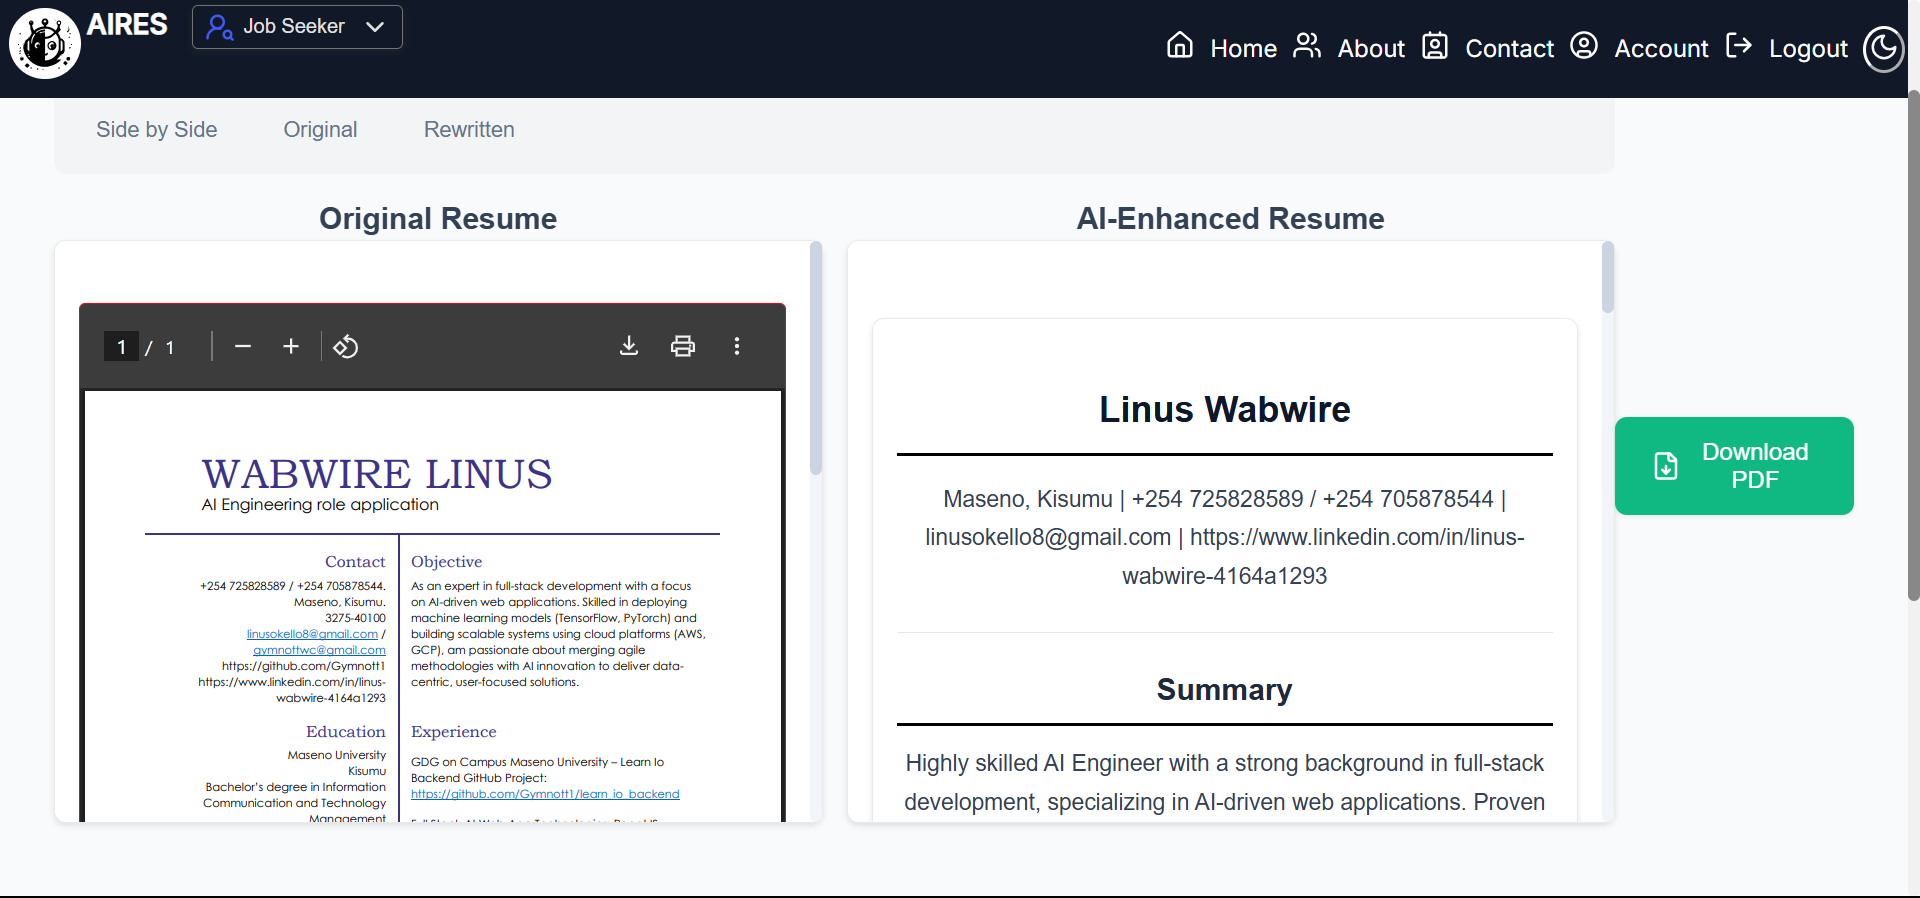 AIRES
Job Seeker
Home
About
Contact
Account
Logout
Side by Side
Original
Rewritten
Original Resume
1 / 1
WABWIRE LINUS
AI Engineering role application
Contact
+254 725828589 / +254 705878544.
Maseno, Kisumu.
3275-40100
linusokello8@gmail.com /
gymnottwc@gmail.com
https://github.com/Gymnott1
https://www.linkedin.com/in/linus-
wabwire-4164a1293
Education
Maseno University
Kisumu
Bachelor's degree in Information
Communication and Technology
Management
Objective
As an expert in full-stack development with a focus
on AI-driven web applications. Skilled in deploying
machine learning models (TensorFlow, PyTorch) and
building scalable systems using cloud platforms (AWS,
GCP), am passionate about merging agile
methodologies with AI innovation to deliver data-
centric, user-focused solutions.
Experience
GDG on Campus Maseno University – Learn Io
Backend GitHub Project:
https://github.com/Gymnott1/learn_io_backend
AI-Enhanced Resume
Linus Wabwire
Maseno, Kisumu | +254 725828589 / +254 705878544 |
linusokello8@gmail.com | https://www.linkedin.com/in/linus-
wabwire-4164a1293
Summary
Highly skilled AI Engineer with a strong background in full-stack
development, specializing in AI-driven web applications. Proven
Download
PDF